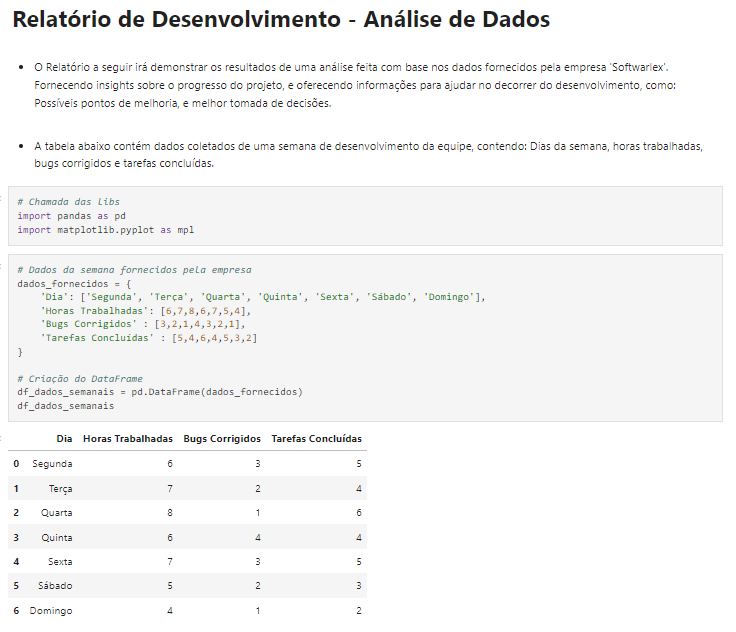 Relatório de Desenvolvimento - Análise de Dados
• O Relatório a seguir irá demonstrar os resultados de uma análise feita com base nos dados fornecidos pela empresa 'Softwarlex'.
Fornecendo insights sobre o progresso do projeto, e oferecendo informações para ajudar no decorrer do desenvolvimento, como:
Possíveis pontos de melhoria, e melhor tomada de decisões.
• A tabela abaixo contém dados coletados de uma semana de desenvolvimento da equipe, contendo: Dias da semana, horas trabalhadas,
bugs corrigidos e tarefas concluídas.
# Chamada das Libs
import pandas as pd
import matplotlib.pyplot as mpl
# Dados da semana fornecidos pela empresa
dados_fornecidos = {
    'Dia': ['Segunda', 'Terça', 'Quarta', 'Quinta', 'Sexta', 'Sábado', 'Domingo'],
    'Horas Trabalhadas': [6,7,8,6,7,5,4],
    'Bugs Corrigidos' : [3,2,1,4,3,2,1],
    'Tarefas Concluídas' : [5,4,6,4,5,3,2]
}
# Criação do DataFrame
df_dados_semanais = pd.DataFrame(dados_fornecidos)
df_dados_semanais
Dia Horas Trabalhadas Bugs Corrigidos Tarefas Concluídas
0 Segunda 6 3 5
1 Terça 7 2 4
2 Quarta 8 1 6
3 Quinta 6 4 4
4 Sexta 7 3 5
5 Sábado 5 2 3
6 Domingo 4 1 2